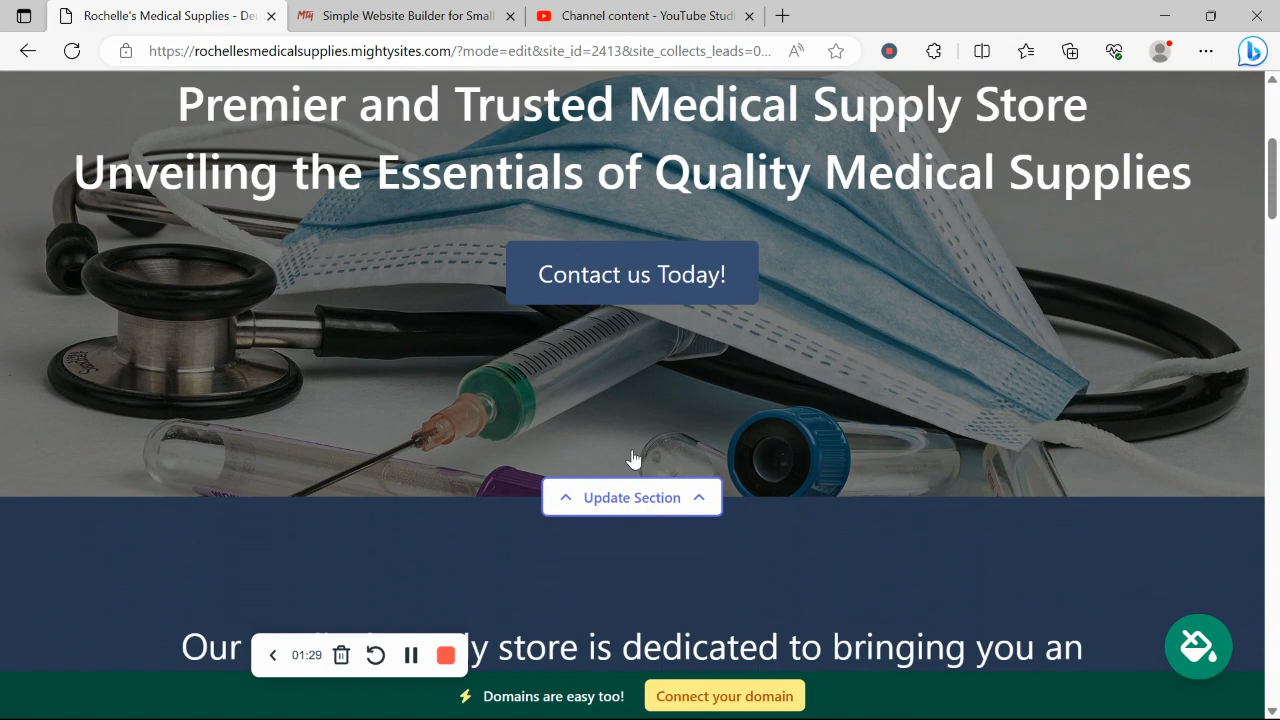 Rochelle's Medical Supplies - De
Simple Website Builder for Small
Channel content - YouTube Studi
https://rochellesmedicalsupplies.mightysites.com/?mode=edit&site_id=2413&site_collects_leads=0...
Premier and Trusted Medical Supply Store
Unveiling the Essentials of Quality Medical Supplies
Contact us Today!
Update Section
Our
y store is dedicated to bringing you an
01:29
Domains are easy too!
Connect your domain